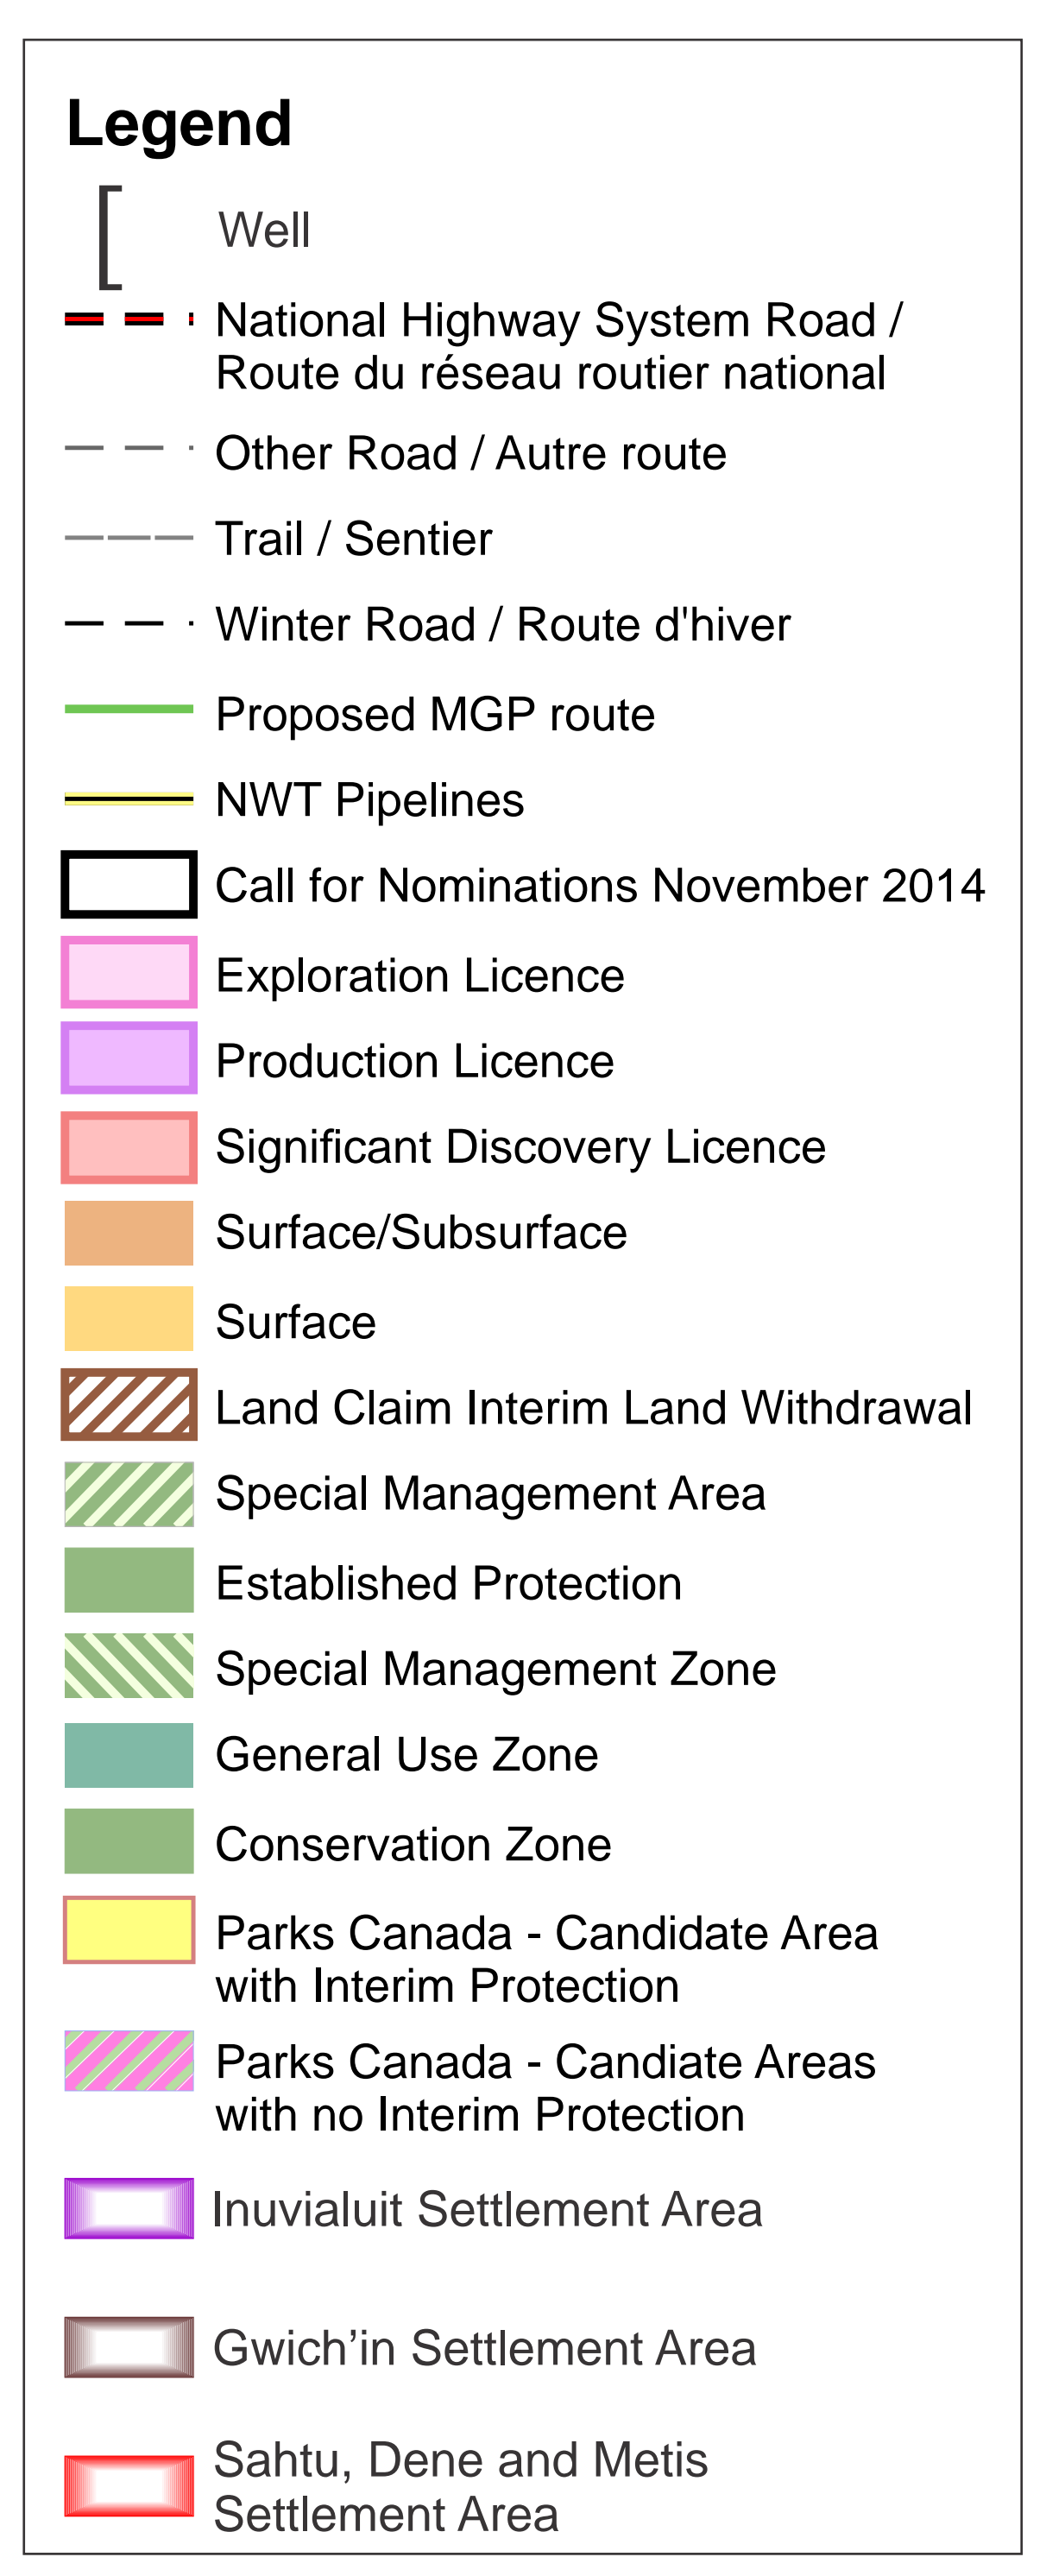 Legend
[ Well
National Highway System Road /
Route du réseau routier national
Other Road / Autre route
Trail / Sentier
Winter Road / Route d'hiver
Proposed MGP route
NWT Pipelines
Call for Nominations November 2014
Exploration Licence
Production Licence
Significant Discovery Licence
Surface/Subsurface
Surface
Land Claim Interim Land Withdrawal
Special Management Area
Established Protection
Special Management Zone
General Use Zone
Conservation Zone
Parks Canada - Candidate Area
with Interim Protection
Parks Canada - Candiate Areas
with no Interim Protection
Inuvialuit Settlement Area
Gwich’in Settlement Area
Sahtu, Dene and Metis
Settlement Area